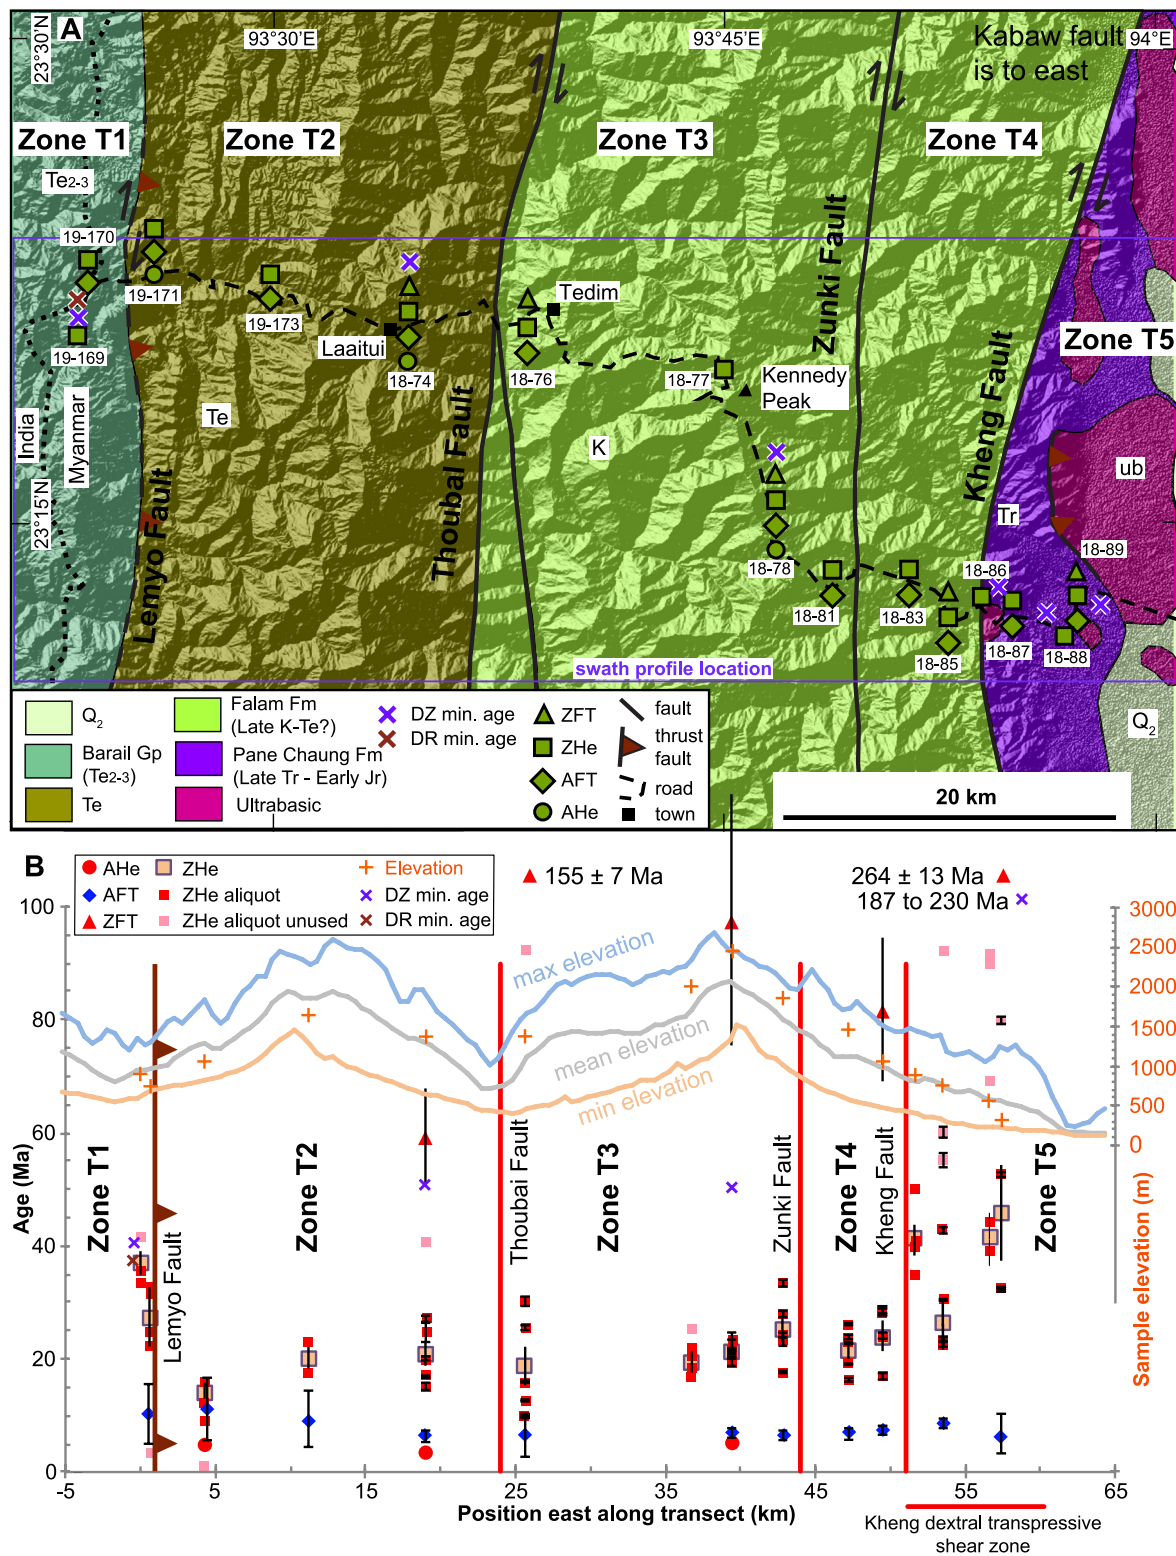 A
93°30'E
93°45'E
94°E
23°30'N
Kabaw fault
is to east
Zone T1
Zone T2
Zone T3
Zone T4
Te2-3
19-170
19-171
19-173
19-169
Laaitui
18-74
Tedim
18-76
18-77
Kennedy
Peak
Zunki Fault
Zone T5
India
Myanmar
Te
K
ub
Tr
23°15'N
Lemyo Fault
Thoubal Fault
Kheng Fault
18-78
18-81
18-83
18-85
18-86
18-87
18-88
18-89
swath profile location
Q2
Q2
Barail Gp
(Te2-3)
Te
Falam Fm
(Late K-Te?)
Pane Chaung Fm
(Late Tr - Early Jr)
Ultrabasic
DZ min. age
DR min. age
ZFT
ZHe
AFT
AHe
fault
thrust
fault
road
town
20 km
B
AHe
AFT
ZFT
ZHe
ZHe aliquot
ZHe aliquot unused
Elevation
DZ min. age
DR min. age
155 ± 7 Ma
264 ± 13 Ma
187 to 230 Ma
max elevation
mean elevation
min elevation
100
80
60
40
20
0
Age (Ma)
3000
2500
2000
1500
1000
500
0
Sample elevation (m)
Zone T1
Lemyo Fault
Zone T2
Thoubai Fault
Zone T3
Zunki Fault
Zone T4
Kheng Fault
Zone T5
-5
5
15
25
35
45
55
65
Position east along transect (km)
Kheng dextral transpressive
shear zone